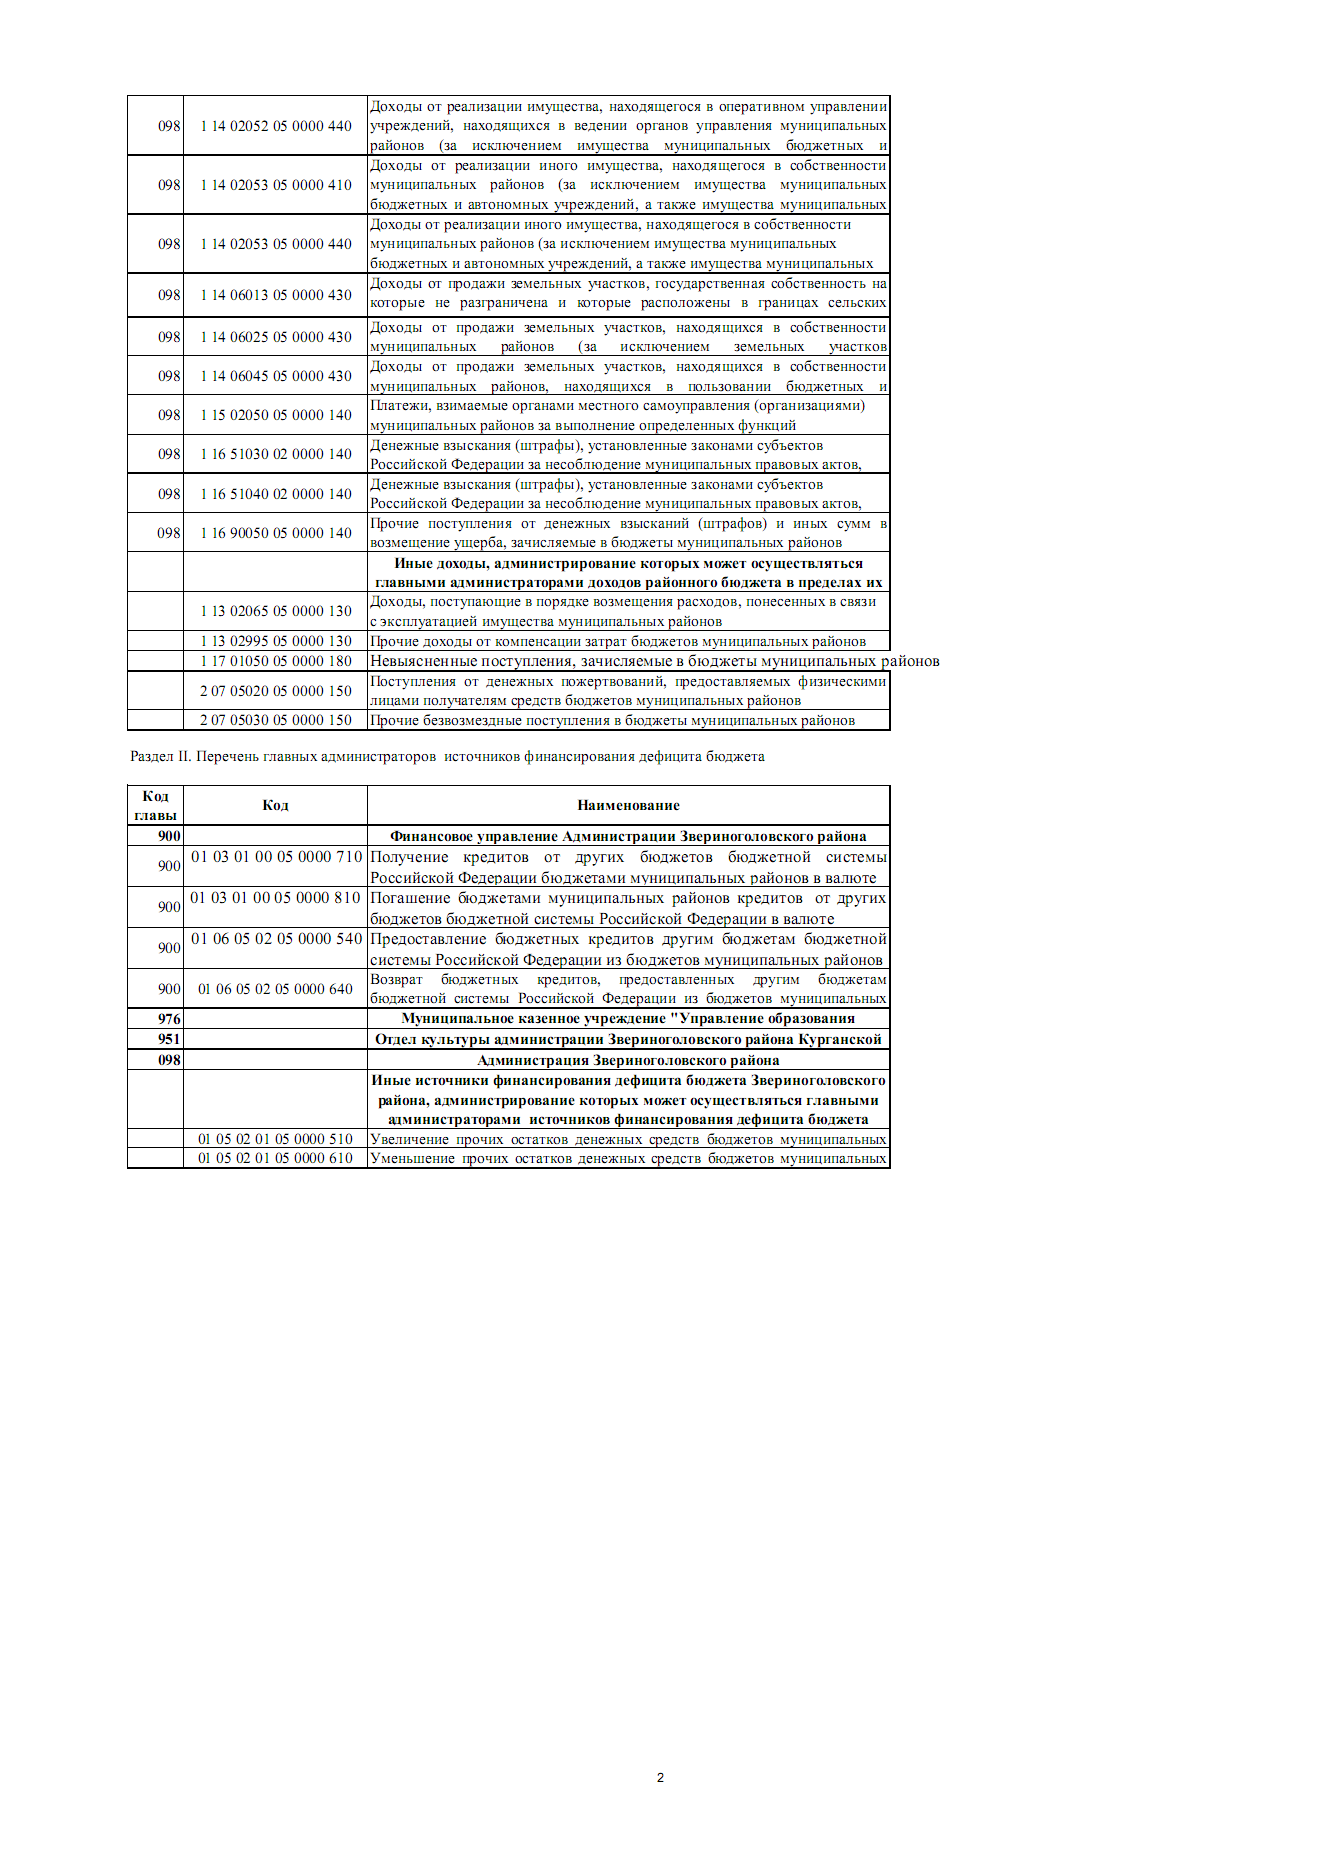 Доходы от реализации имущества, находящегося в оперативном управлении
098 1 14 02052 05 0000 440 учреждений, находящихся в ведении органов управления муниципальных
районов (за исключением имущества муниципальных бюджетных и
Доходы от реализации иного имущества, находящегося в собственности
098 1 14 02053 05 0000 410 муниципальных районов (за исключением имущества муниципальных
бюджетных и автономных учреждений, а также имущества муниципальных
Доходы от реализации иного имущества, находящегося в собственности
098 1 14 02053 05 0000 440 муниципальных районов (за исключением имущества муниципальных
бюджетных и автономных учреждений, а также имущества муниципальных
098 1 14 06013 05 0000 430 Доходы от продажи земельных участков, государственная собственность на
которые не разграничена и которые расположены в границах сельских
098 1 14 06025 05 0000 430 Доходы от продажи земельных участков, находящихся в собственности
муниципальных районов (за исключением земельных участков
098 1 14 06045 05 0000 430 Доходы от продажи земельных участков, находящихся в собственности
муниципальных районов, находящихся в пользовании бюджетных и
098 1 15 02050 05 0000 140 Платежи, взимаемые органами местного самоуправления (организациями)
муниципальных районов за выполнение определенных функций
098 1 16 51030 02 0000 140 Денежные взыскания (штрафы), установленные законами субъектов
Российской Федерации за несоблюдение муниципальных правовых актов,
098 1 16 51040 02 0000 140 Денежные взыскания (штрафы), установленные законами субъектов
Российской Федерации за несоблюдение муниципальных правовых актов,
098 1 16 90050 05 0000 140 Прочие поступления от денежных взысканий (штрафов) и иных сумм в
возмещение ущерба, зачисляемые в бюджеты муниципальных районов
Иные доходы, администрирование которых может осуществляться
главными администраторами доходов районного бюджета в пределах их
1 13 02065 05 0000 130 Доходы, поступающие в порядке возмещения расходов, понесенных в связи
с эксплуатацией имущества муниципальных районов
1 13 02995 05 0000 130 Прочие доходы от компенсации затрат бюджетов муниципальных районов
1 17 01050 05 0000 180 Невыясненные поступления, зачисляемые в бюджеты муниципальных районов
2 07 05020 05 0000 150 Поступления от денежных пожертвований, предоставляемых физическими
лицами получателям средств бюджетов муниципальных районов
2 07 05030 05 0000 150 Прочие безвозмездные поступления в бюджеты муниципальных районов
Раздел II. Перечень главных администраторов источников финансирования дефицита бюджета
Код главы Код Наименование
900 Финансовое управление Администрации Звериноголовского района
900 01 03 01 00 05 0000 710 Получение кредитов от других бюджетов бюджетной системы
Российской Федерации бюджетами муниципальных районов в валюте
900 01 03 01 00 05 0000 810 Погашение бюджетами муниципальных районов кредитов от других
бюджетов бюджетной системы Российской Федерации в валюте
900 01 06 05 02 05 0000 540 Предоставление бюджетных кредитов другим бюджетам бюджетной
системы Российской Федерации из бюджетов муниципальных районов
900 01 06 05 02 05 0000 640 Возврат бюджетных кредитов, предоставленных другим бюджетам
бюджетной системы Российской Федерации из бюджетов муниципальных
976 Муниципальное казенное учреждение "Управление образования
951 Отдел культуры администрации Звериноголовского района Курганской
098 Администрация Звериноголовского района
Иные источники финансирования дефицита бюджета Звериноголовского
района, администрирование которых может осуществляться главными
администраторами источников финансирования дефицита бюджета
01 05 02 01 05 0000 510 Увеличение прочих остатков денежных средств бюджетов муниципальных
01 05 02 01 05 0000 610 Уменьшение прочих остатков денежных средств бюджетов муниципальных
2